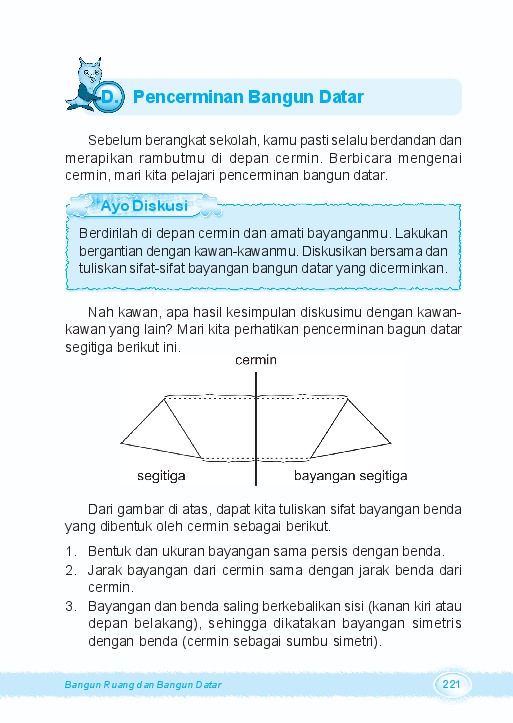 D. Pencerminan Bangun Datar
Sebelum berangkat sekolah, kamu pasti selalu berdandan dan
merapikan rambutmu di depan cermin. Berbicara mengenai
cermin, mari kita pelajari pencerminan bangun datar.
Ayo Diskusi
Berdirilah di depan cermin dan amati bayanganmu. Lakukan
bergantian dengan kawan-kawanmu. Diskusikan bersama dan
tuliskan sifat-sifat bayangan bangun datar yang dicerminkan.
Nah kawan, apa hasil kesimpulan diskusimu dengan kawan-
kawan yang lain? Mari kita perhatikan pencerminan bagun datar
segitiga berikut ini.
cermin
segitiga
bayangan segitiga
Dari gambar di atas, dapat kita tuliskan sifat bayangan benda
yang dibentuk oleh cermin sebagai berikut.
1. Bentuk dan ukuran bayangan sama persis dengan benda.
2. Jarak bayangan dari cermin sama dengan jarak benda dari
cermin.
3. Bayangan dan benda saling berkebalikan sisi (kanan kiri atau
depan belakang), sehingga dikatakan bayangan simetris
dengan benda (cermin sebagai sumbu simetri).
Bangun Ruang dan Bangun Datar
221